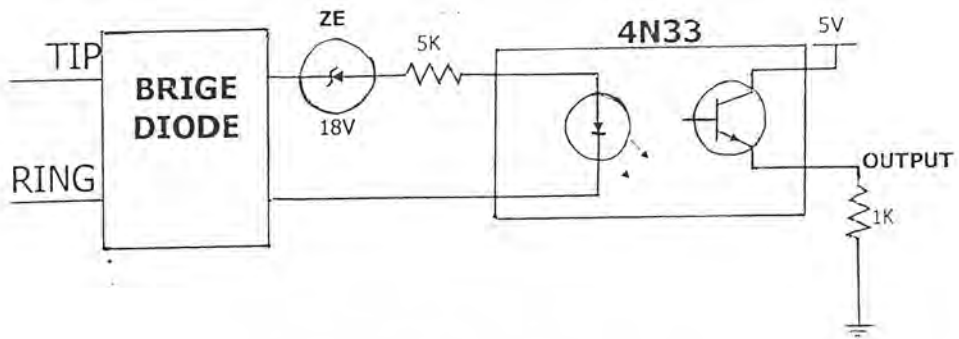 TIP
RING
BRIGE
DIODE
ZE
18V
5K
4N33
5V
OUTPUT
1K